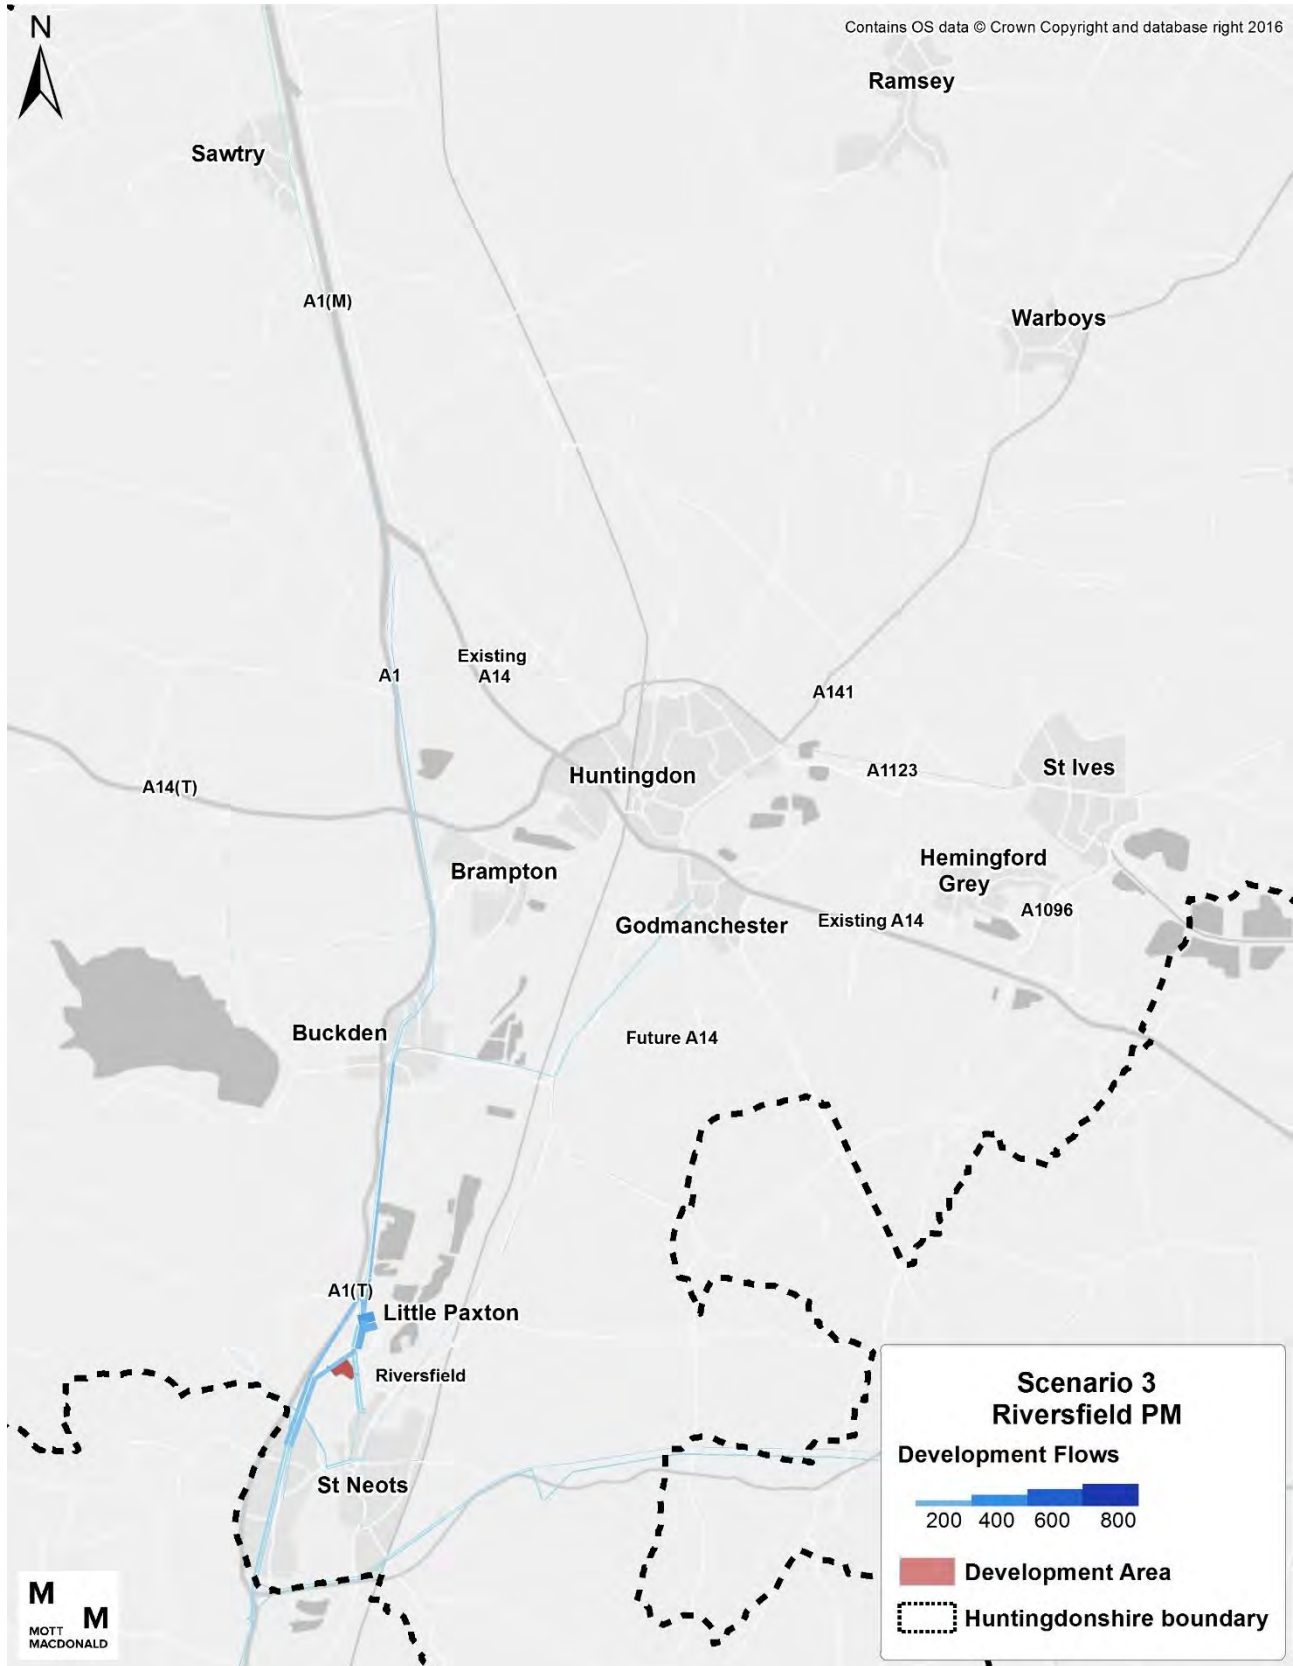 N
Contains OS data © Crown Copyright and database right 2016
Ramsey
Sawtry
A1(M)
Warboys
Existing
A14
A1
A141
A14(T)
Huntingdon
A1123
St Ives
Brampton
Hemingford
Grey
A1096
Godmanchester
Existing A14
Buckden
Future A14
A1(T)
Little Paxton
Riversfield
St Neots
Scenario 3
Riversfield PM
Development Flows
200 400 600 800
Development Area
Huntingdonshire boundary
M
M
MOTT
MACDONALD